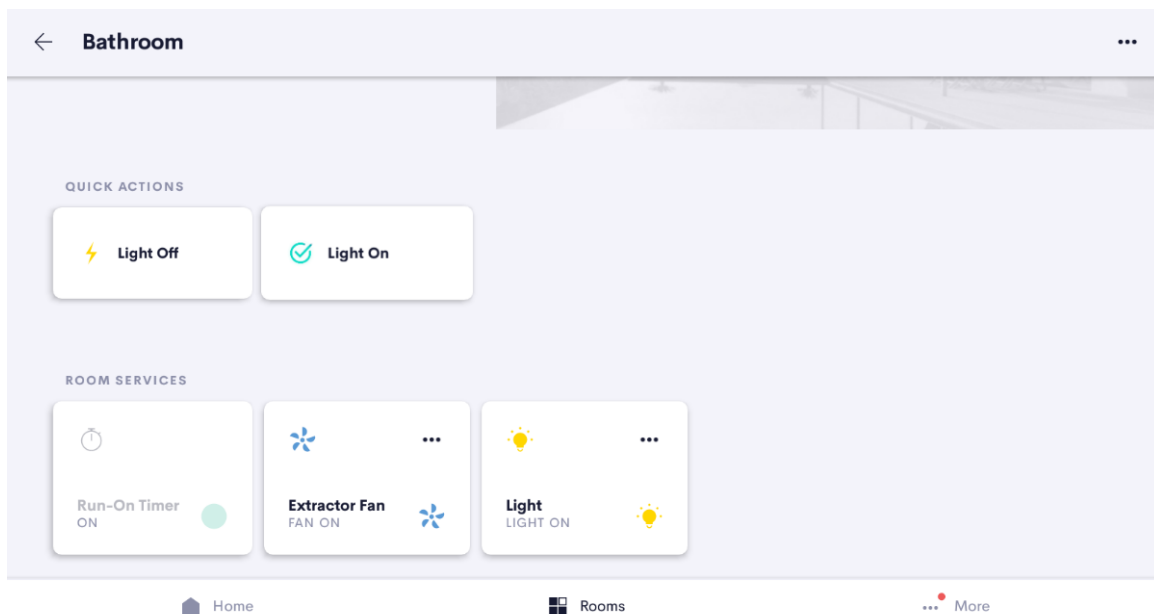 Bathroom
QUICK ACTIONS
Light Off
Light On
ROOM SERVICES
Run-On Timer
ON
Extractor Fan
FAN ON
Light
LIGHT ON
Home
Rooms
More